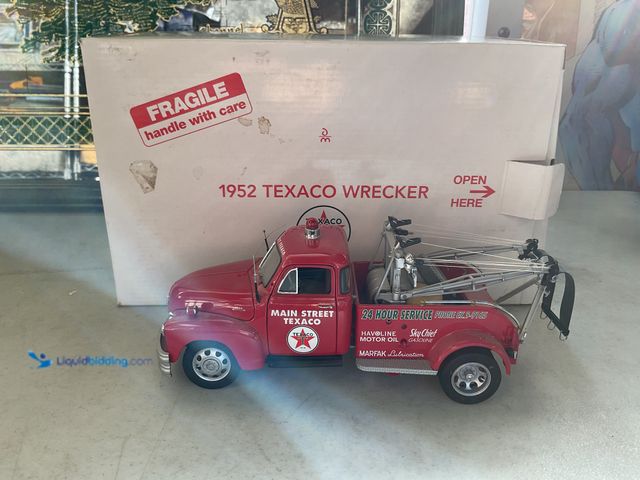 FRAGILE
handle with care
1952 TEXACO WRECKER
OPEN
HERE
TEXACO
MAIN STREET
TEXACO
24 HOUR SERVICE
HAVOLINE
MOTOR OIL
Sky Chief
GASOLINE
MARFAK Lubrication
Liquidbidding.com